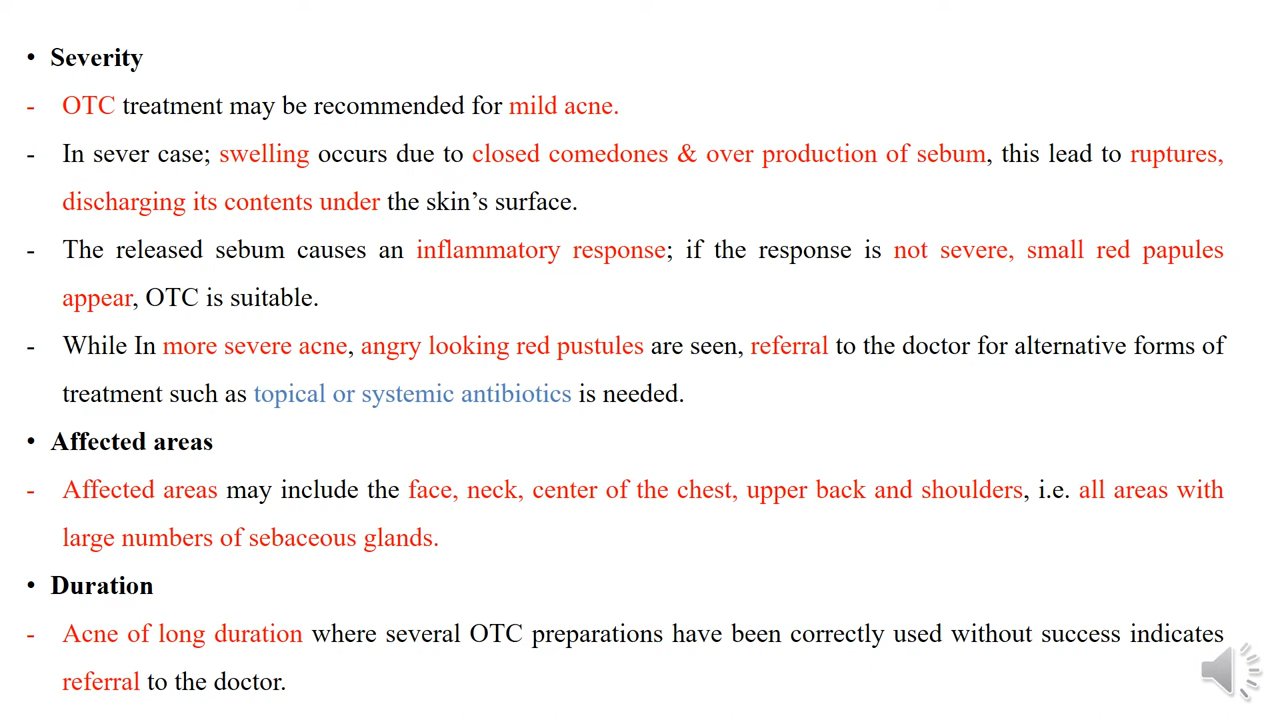 • Severity
- OTC treatment may be recommended for mild acne.
- In sever case; swelling occurs due to closed comedones & over production of sebum, this lead to ruptures,
discharging its contents under the skin’s surface.
- The released sebum causes an inflammatory response; if the response is not severe, small red papules
appear, OTC is suitable.
- While In more severe acne, angry looking red pustules are seen, referral to the doctor for alternative forms of
treatment such as topical or systemic antibiotics is needed.
• Affected areas
- Affected areas may include the face, neck, center of the chest, upper back and shoulders, i.e. all areas with
large numbers of sebaceous glands.
• Duration
- Acne of long duration where several OTC preparations have been correctly used without success indicates
referral to the doctor.